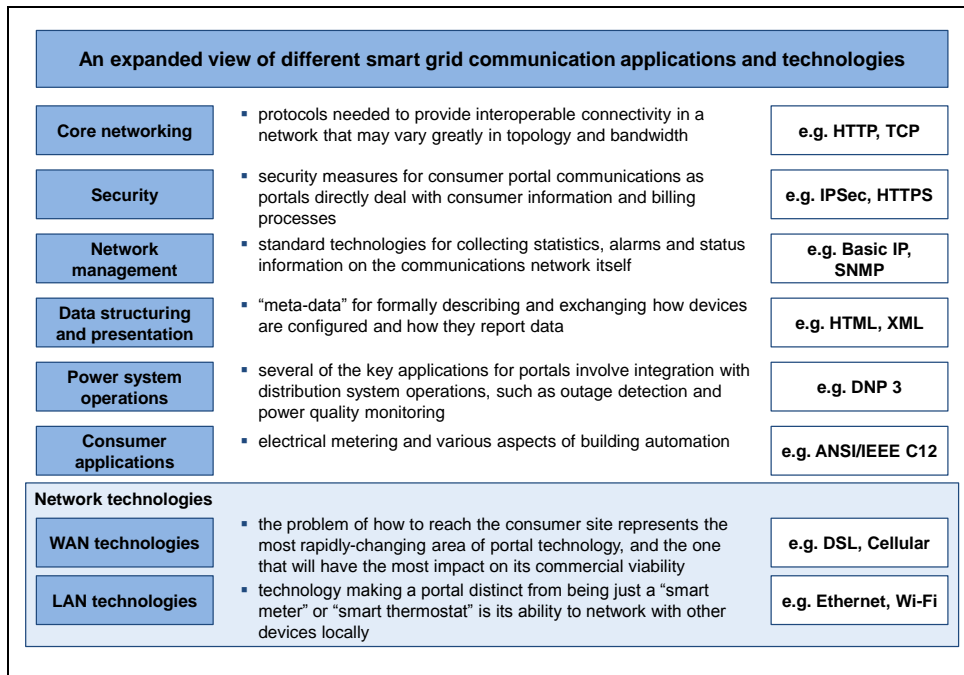 An expanded view of different smart grid communication applications and technologies
Core networking
▪ protocols needed to provide interoperable connectivity in a
network that may vary greatly in topology and bandwidth
e.g. HTTP, TCP
Security
▪ security measures for consumer portal communications as
portals directly deal with consumer information and billing
processes
e.g. IPSec, HTTPS
Network
management
▪ standard technologies for collecting statistics, alarms and status
information on the communications network itself
e.g. Basic IP,
SNMP
Data structuring
and presentation
▪ “meta-data” for formally describing and exchanging how devices
are configured and how they report data
e.g. HTML, XML
Power system
operations
▪ several of the key applications for portals involve integration with
distribution system operations, such as outage detection and
power quality monitoring
e.g. DNP 3
Consumer
applications
▪ electrical metering and various aspects of building automation
e.g. ANSI/IEEE C12
Network technologies
WAN technologies
▪ the problem of how to reach the consumer site represents the
most rapidly-changing area of portal technology, and the one
that will have the most impact on its commercial viability
e.g. DSL, Cellular
LAN technologies
▪ technology making a portal distinct from being just a “smart
meter” or “smart thermostat” is its ability to network with other
devices locally
e.g. Ethernet, Wi-Fi